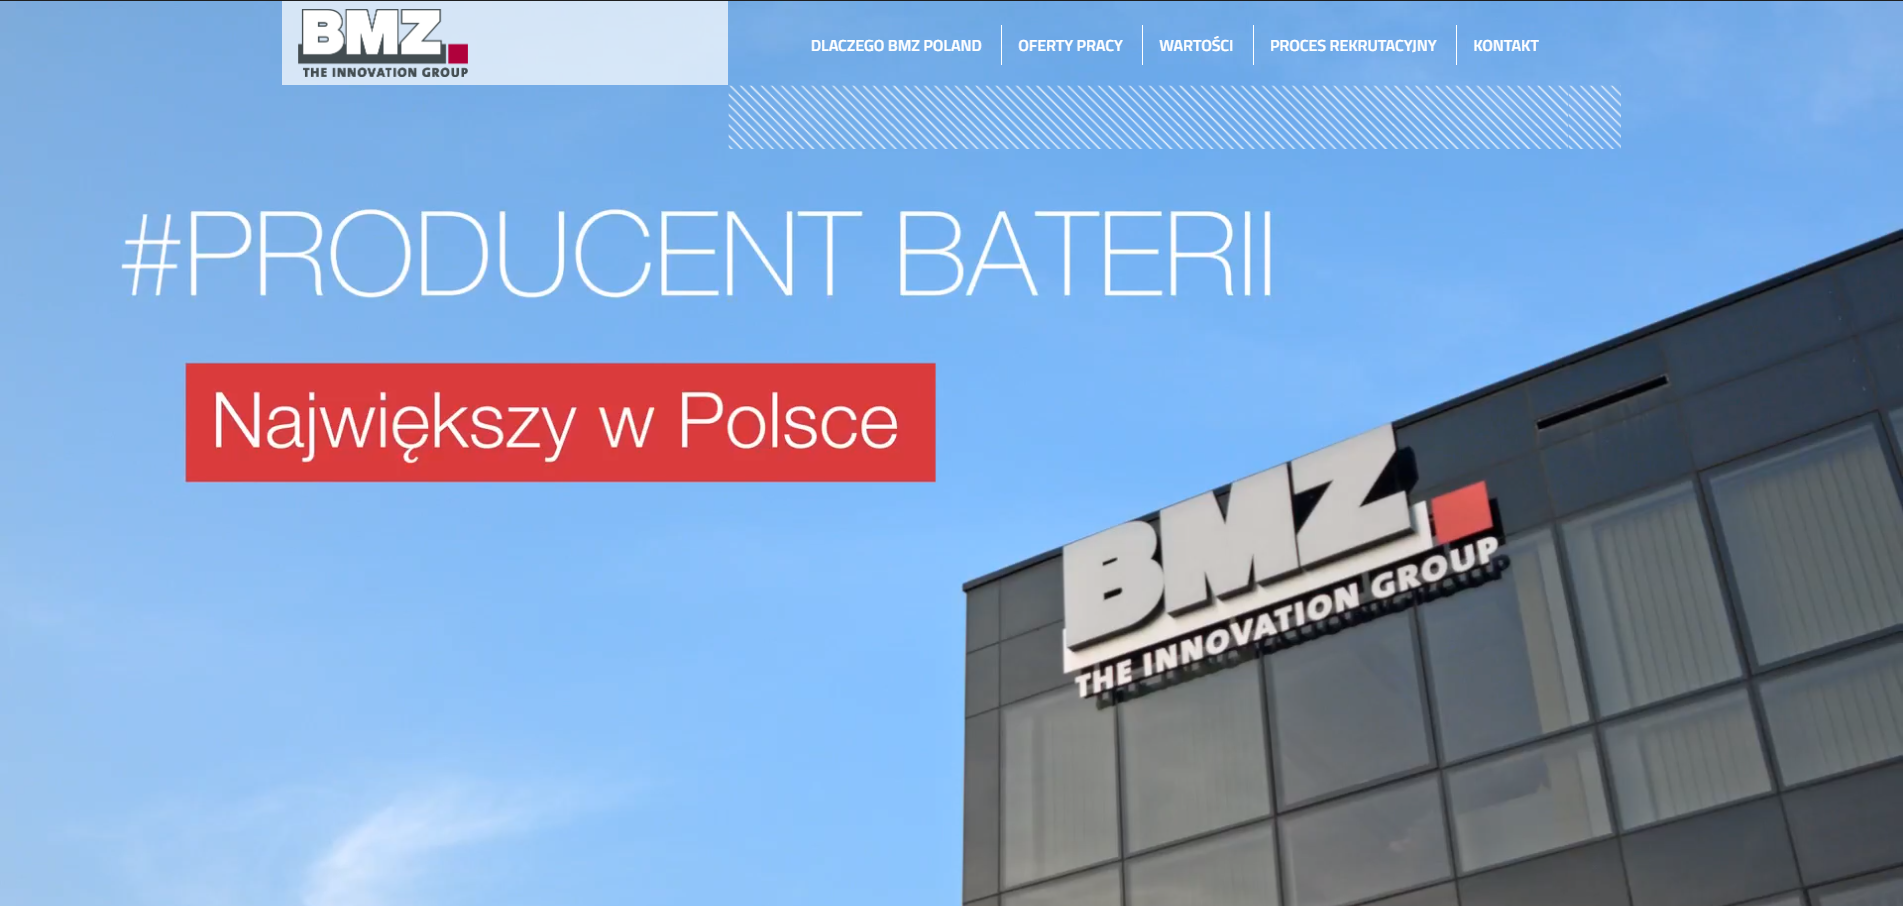 BMZ
THE INNOVATION GROUP
DLACZEGO BMZ POLAND
OFERTY PRACY
WARTOŚCI
PROCES REKRUTACYJNY
KONTAKT
#PRODUCENT BATERII
Największy w Polsce
BMZ
THE INNOVATION GROUP